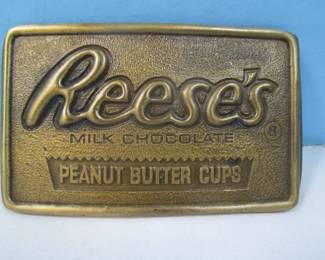 Reese's
MILK CHOCOLATE ®
PEANUT BUTTER CUPS